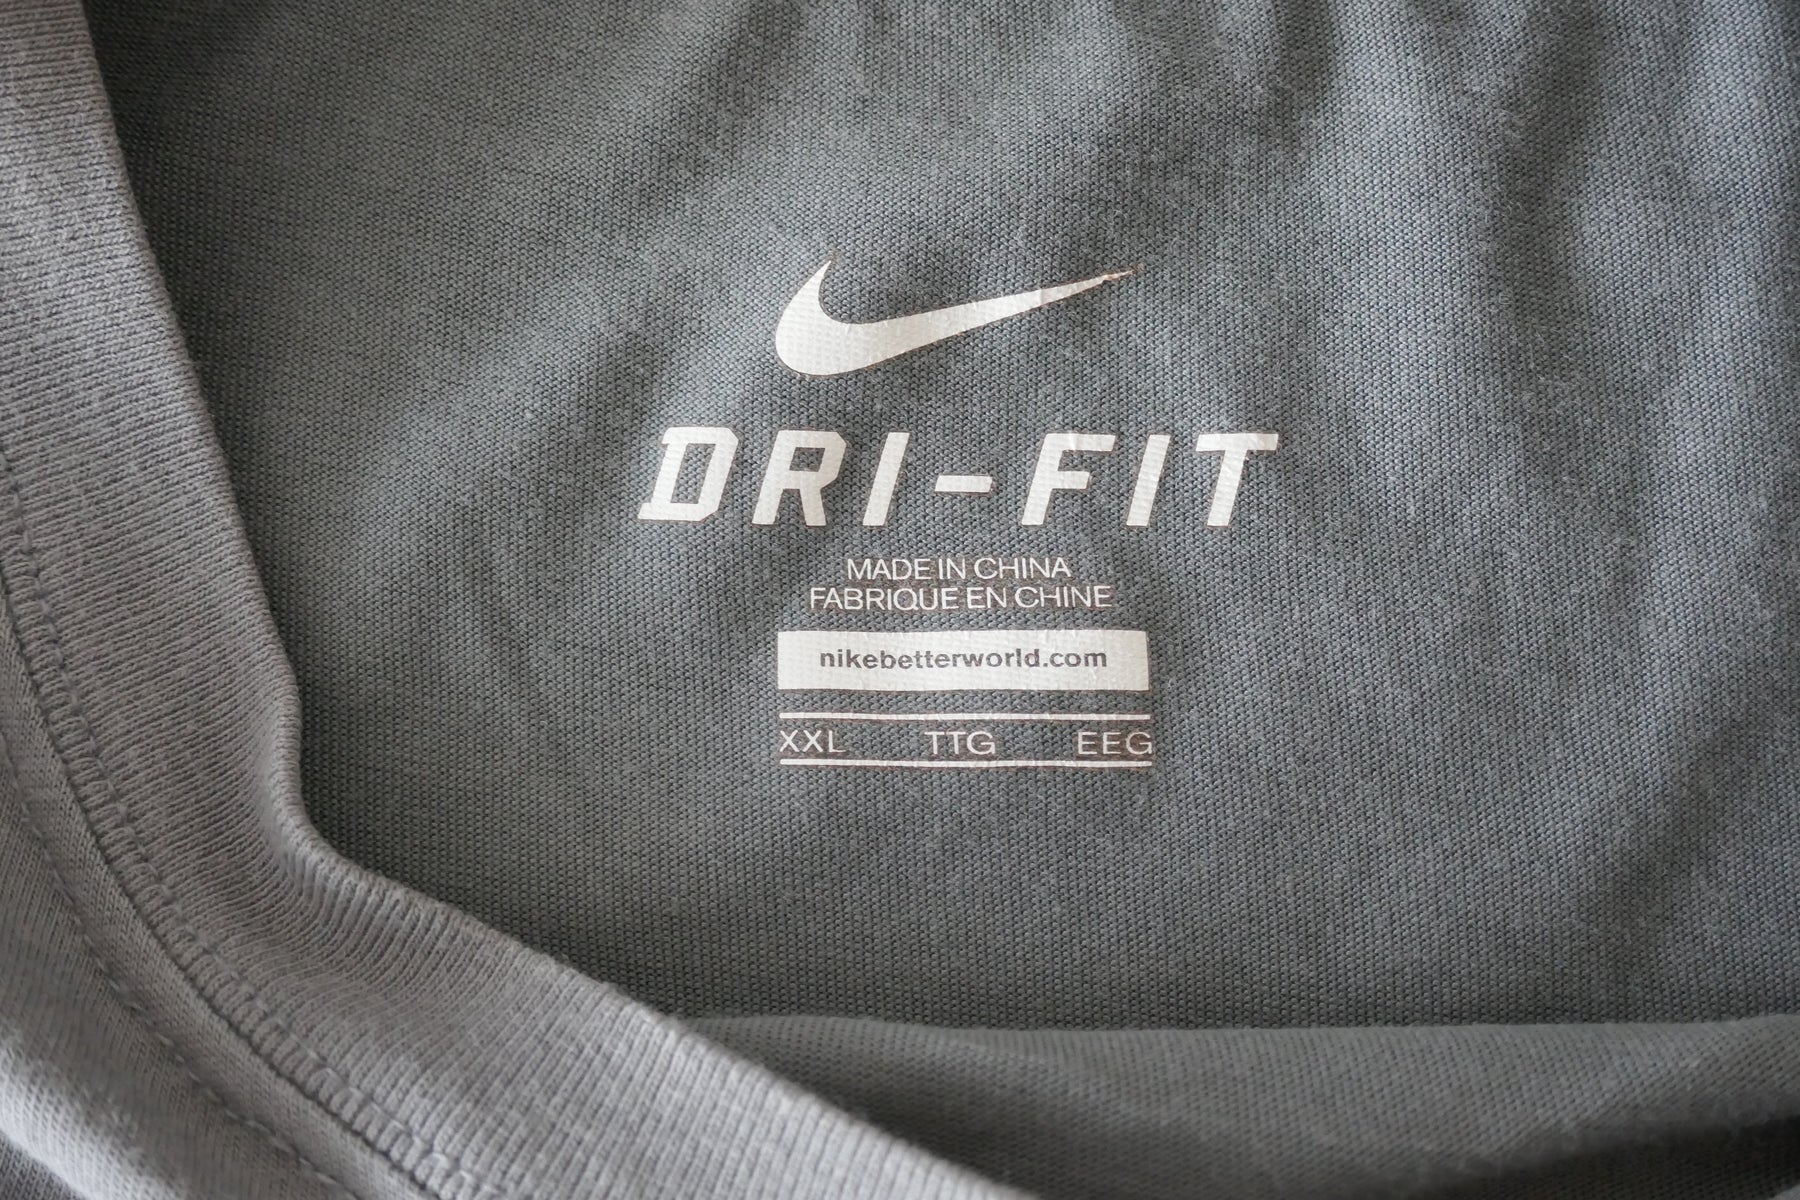 DRI-FIT
MADE IN CHINA
FABRIQUE EN CHINE
nikebetterworld.com
XXL TTG EEG